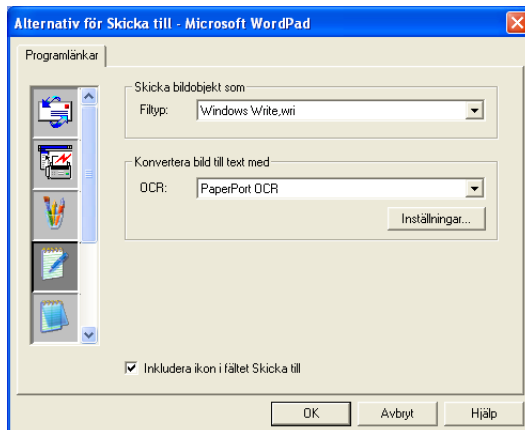 Alternativ för Skicka till - Microsoft WordPad
Programlänkar
Skicka bildobjekt som
Filtyp: Windows Write,wri
Konvertera bild till text med
OCR: PaperPort OCR
Inställningar...
Inkludera ikon i fältet Skicka till
OK Avbryt Hjälp